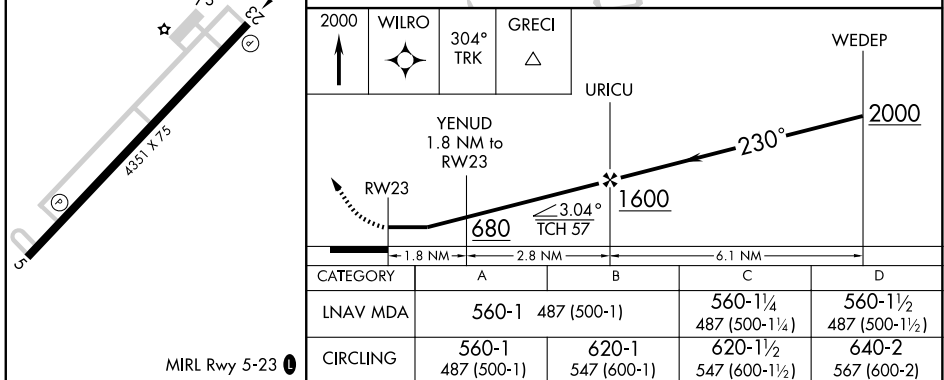 23
P
4351 X 75
P
5
MIRL Rwy 5-23 L
2000
WILRO
304°
TRK
GRECI
WEDEP
URICU
2000
YENUD
1.8 NM to
RW23
230°
RW23
1600
3.04°
TCH 57
680
1.8 NM
2.8 NM
6.1 NM
CATEGORY A B C D
LNAV MDA 560-1 487 (500-1) 560-1¼ 487 (500-1¼) 560-1½ 487 (500-1½)
CIRCLING 560-1 487 (500-1) 620-1 547 (600-1) 620-1½ 547 (600-1½) 640-2 567 (600-2)